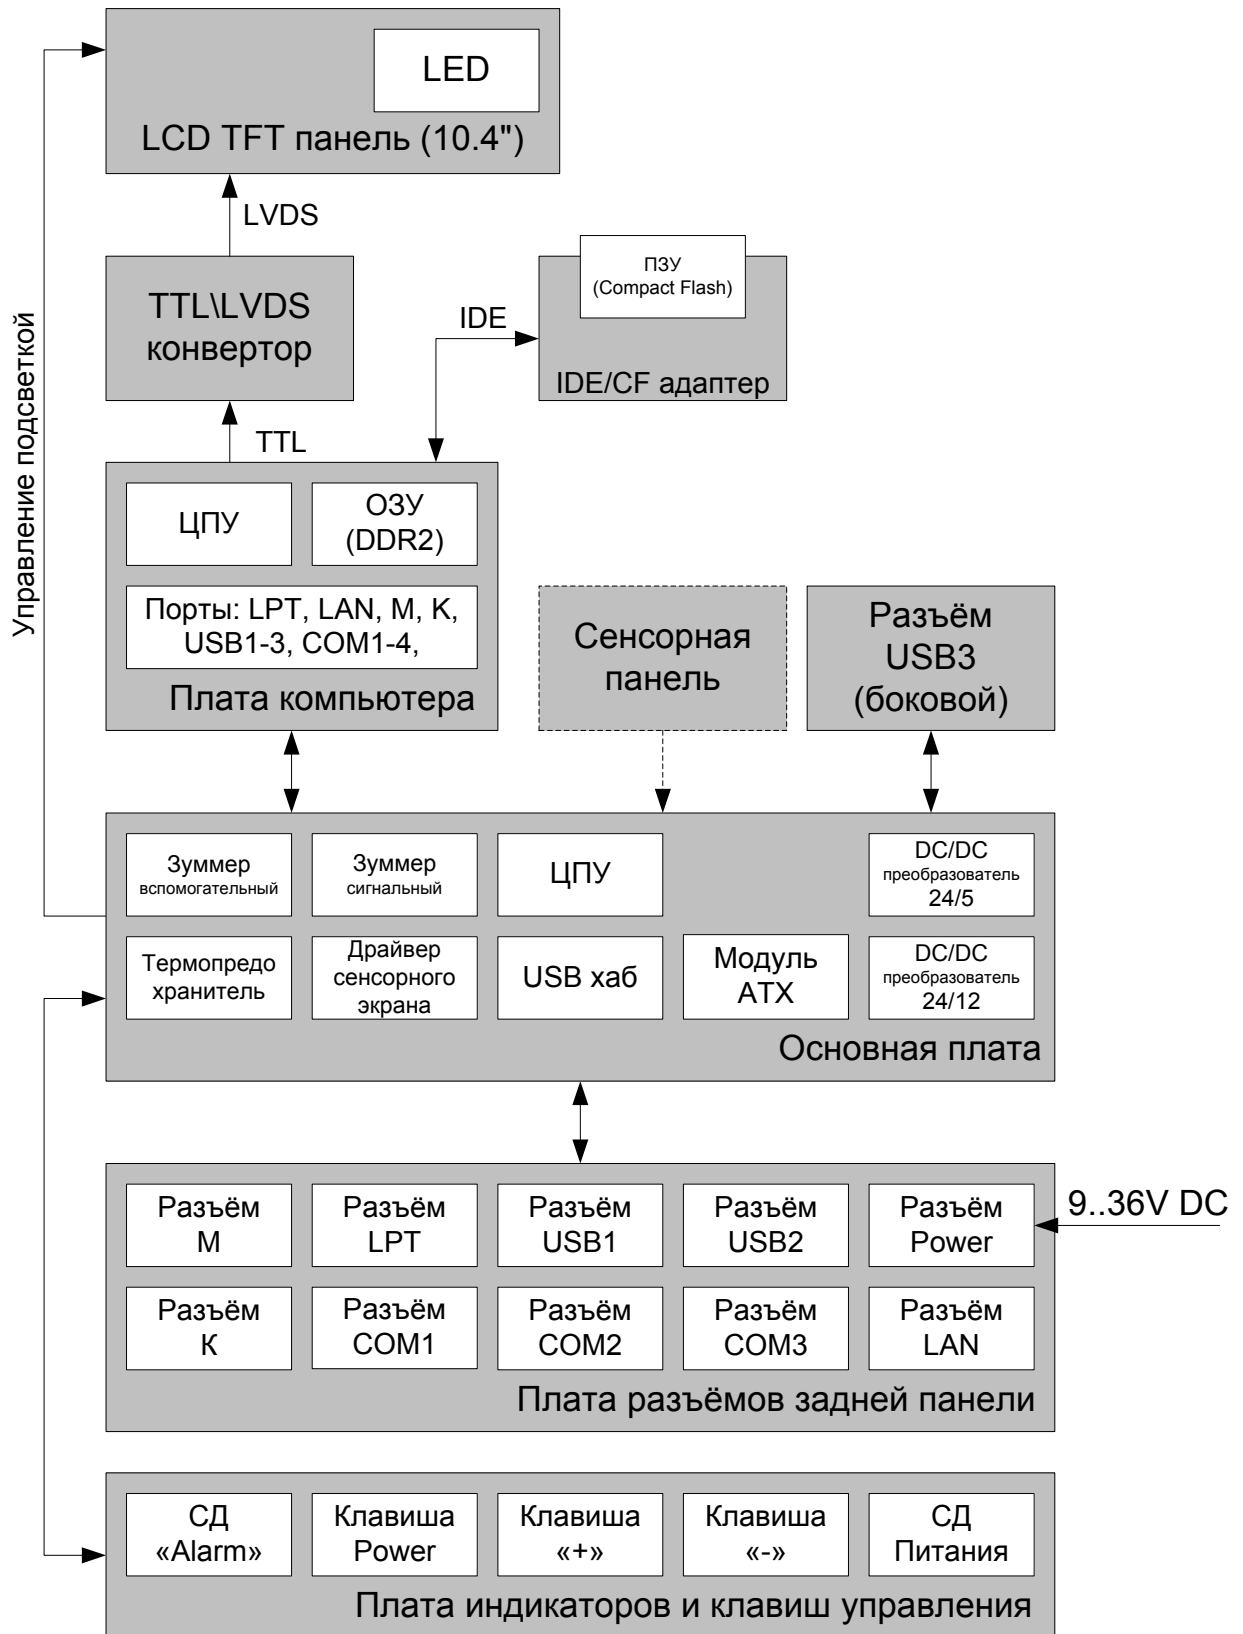 LED
LCD TFT панель (10.4")
LVDS
Управление подсветкой
TTL\LVDS
конвертор
ПЗУ
(Compact Flash)
IDE
IDE/CF адаптер
TTL
ЦПУ
ОЗУ
(DDR2)
Порты: LPT, LAN, M, K,
USB1-3, COM1-4,
Плата компьютера
Сенсорная
панель
Разъём
USB3
(боковой)
Зуммер
вспомогательный
Зуммер
сигнальный
ЦПУ
DC/DC
преобразователь
24/5
Термопредо
хранитель
Драйвер
сенсорного
экрана
USB хаб
Модуль
ATX
DC/DC
преобразователь
24/12
Основная плата
Разъём
M
Разъём
LPT
Разъём
USB1
Разъём
USB2
Разъём
Power
9..36V DC
Разъём
К
Разъём
COM1
Разъём
COM2
Разъём
COM3
Разъём
LAN
Плата разъёмов задней панели
СД
«Alarm»
Клавиша
Power
Клавиша
«+»
Клавиша
«-»
СД
Питания
Плата индикаторов и клавиш управления